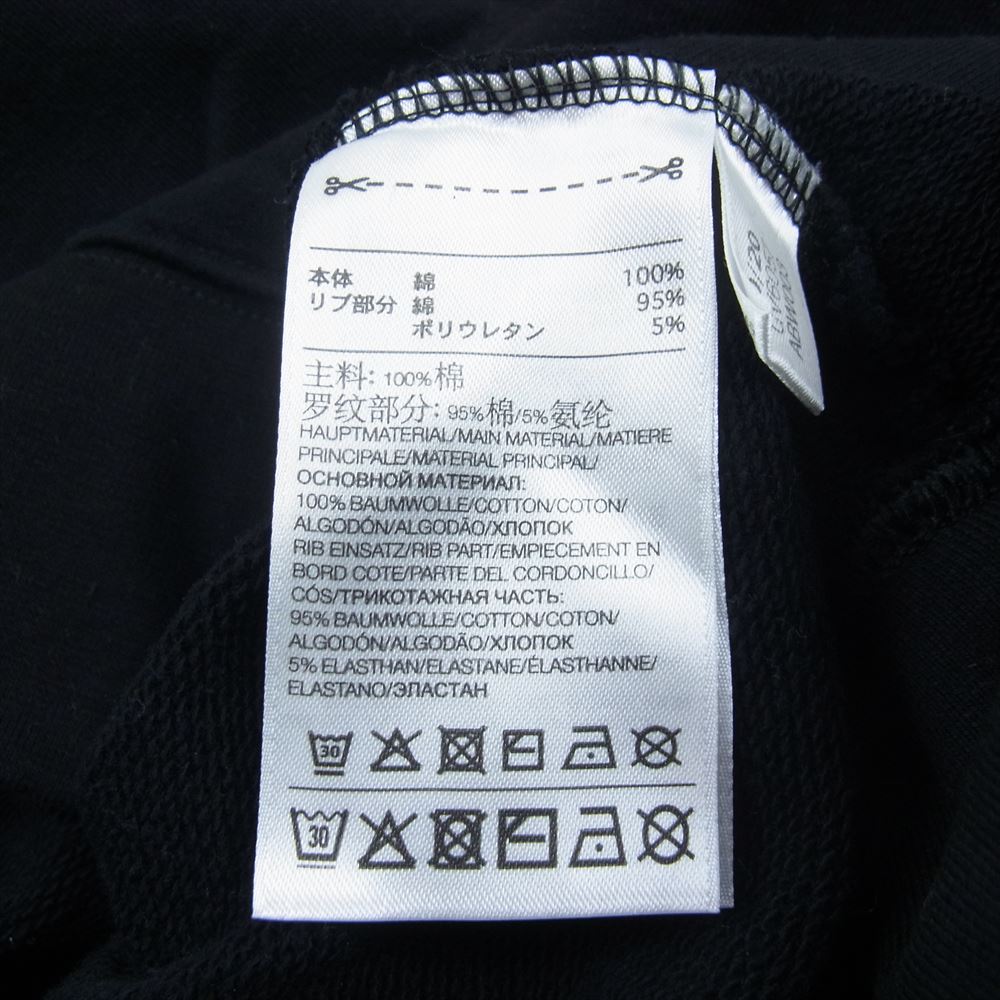 本体 綿 100%
リブ部分 綿 95%
ポリウレタン 5%
主料: 100%棉
罗纹部分: 95%棉/5%氨纶
HAUPTMATERIAL/MAIN MATERIAL/MATIERE
PRINCIPALE/MATERIAL PRINCIPAL/
ОСНОВНОЙ МАТЕРИАЛ:
100% BAUMWOLLE/COTTON/COTON/
ALGODÓN/ALGODÃO/ХЛОПОК
RIB EINSATZ/RIB PART/EMPIECEMENT EN
BORD COTE/PARTE DEL CORDONCILLO/
CÓS/ТРИКОТАЖНАЯ ЧАСТЬ:
95% BAUMWOLLE/COTTON/COTON/
ALGODÓN/ALGODÃO/ХЛОПОК
5% ELASTHAN/ELASTANE/ÉLASTHANNE/
ELASTANO/ЭЛАСТАН
30
30